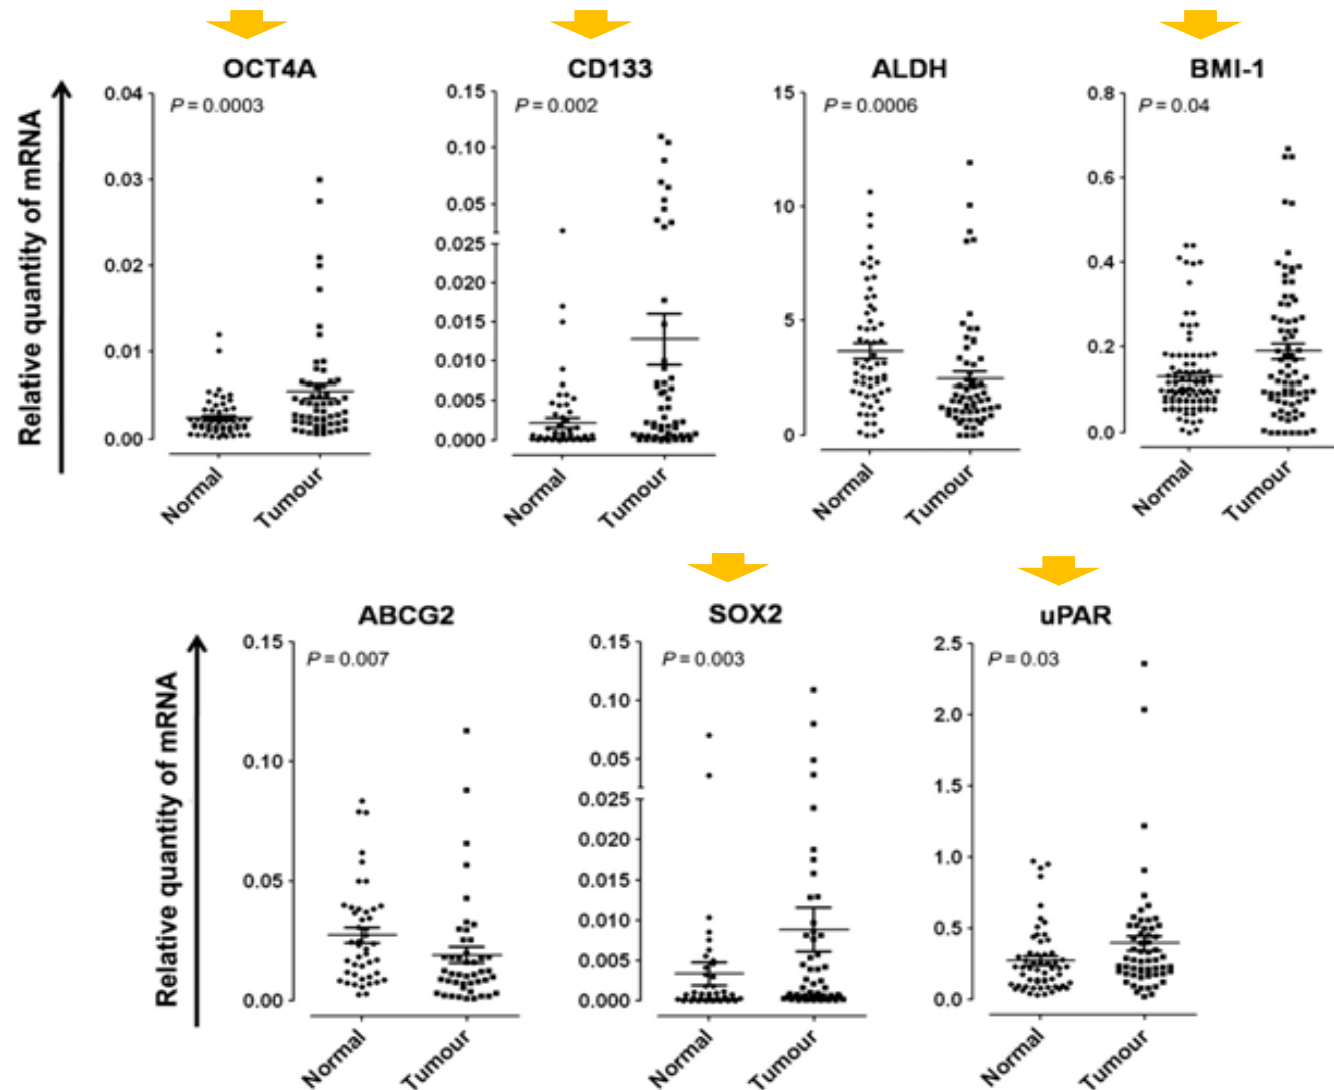 OCT4A
CD133
ALDH
BMI-1
Relative quantity of mRNA
0.04
0.03
0.02
0.01
0.00
P = 0.0003
Normal
Tumour
0.15
0.10
0.05
0.025
0.020
0.015
0.010
0.005
0.000
P = 0.002
Normal
Tumour
15
10
5
0
P = 0.0006
Normal
Tumour
0.8
0.6
0.4
0.2
0.0
P = 0.04
Normal
Tumour
ABCG2
SOX2
uPAR
Relative quantity of mRNA
0.15
0.10
0.05
0.00
P = 0.007
Normal
Tumour
0.15
0.10
0.05
0.025
0.020
0.015
0.010
0.005
0.000
P = 0.003
Normal
Tumour
2.5
2.0
1.5
1.0
0.5
0.0
P = 0.03
Normal
Tumour